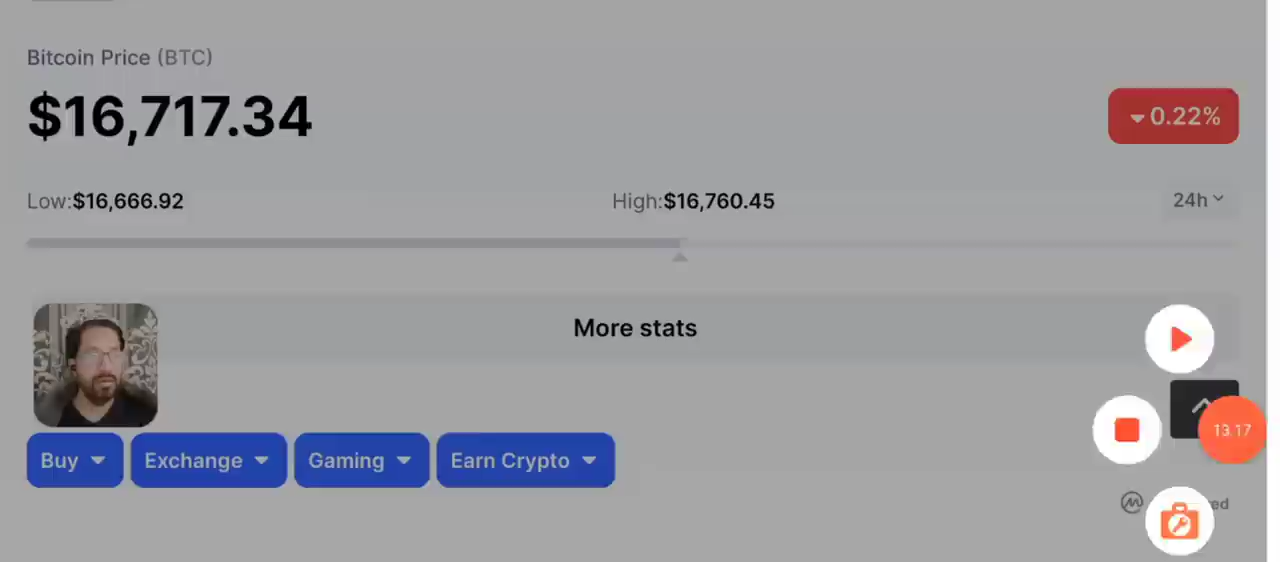 Bitcoin Price (BTC)
$16,717.34
0.22%
Low:$16,666.92 High:$16,760.45 24h
More stats
13.17
Buy Exchange Gaming Earn Crypto